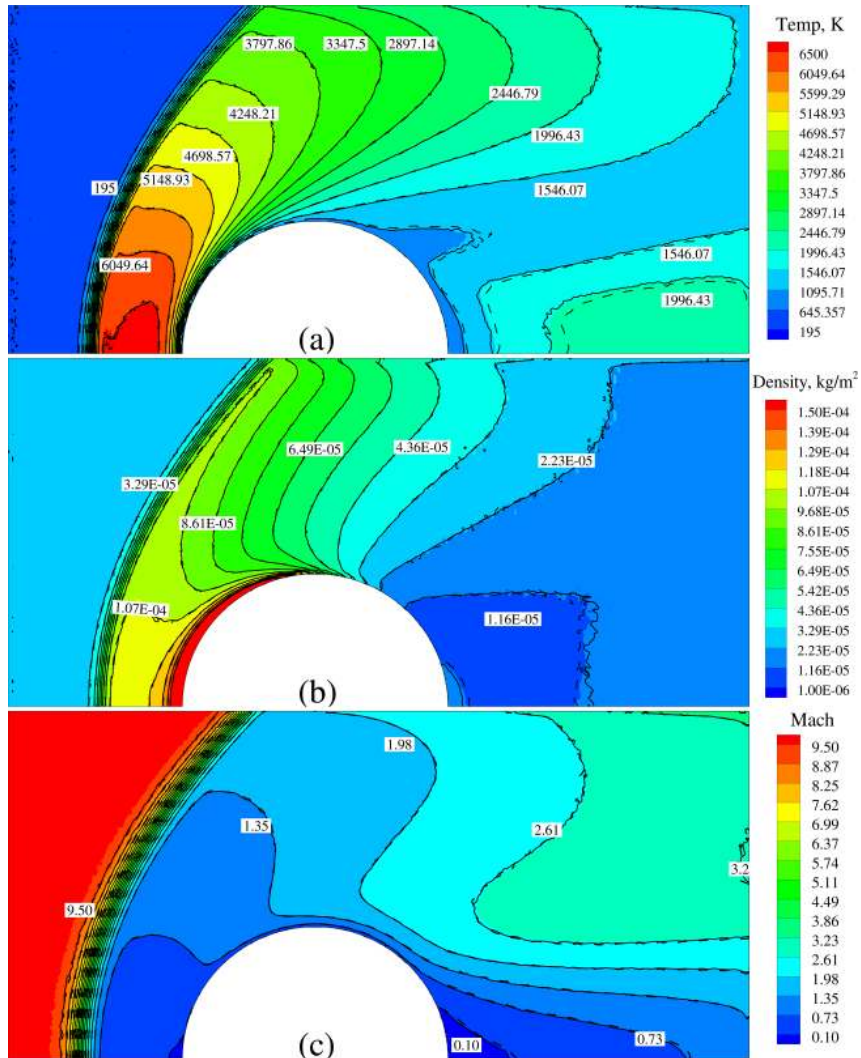 Temp, K
6500
6049.64
5599.29
5148.93
4698.57
4248.21
3797.86
3347.5
2897.14
2446.79
1996.43
1546.07
1095.71
645.357
195
3797.86
3347.5
2897.14
2446.79
4248.21
1996.43
4698.57
5148.93
195
1546.07
6049.64
1546.07
1996.43
(a)
Density, kg/m²
1.50E-04
1.39E-04
1.29E-04
1.18E-04
1.07E-04
9.68E-05
8.61E-05
7.55E-05
6.49E-05
5.42E-05
4.36E-05
3.29E-05
2.23E-05
1.16E-05
1.00E-06
6.49E-05
4.36E-05
2.23E-05
3.29E-05
8.61E-05
1.07E-04
1.16E-05
(b)
Mach
9.50
8.87
8.25
7.62
6.99
6.37
5.74
5.11
4.49
3.86
3.23
2.61
1.98
1.35
0.73
0.10
1.98
1.35
2.61
3.2
9.50
0.73
0.10
(c)